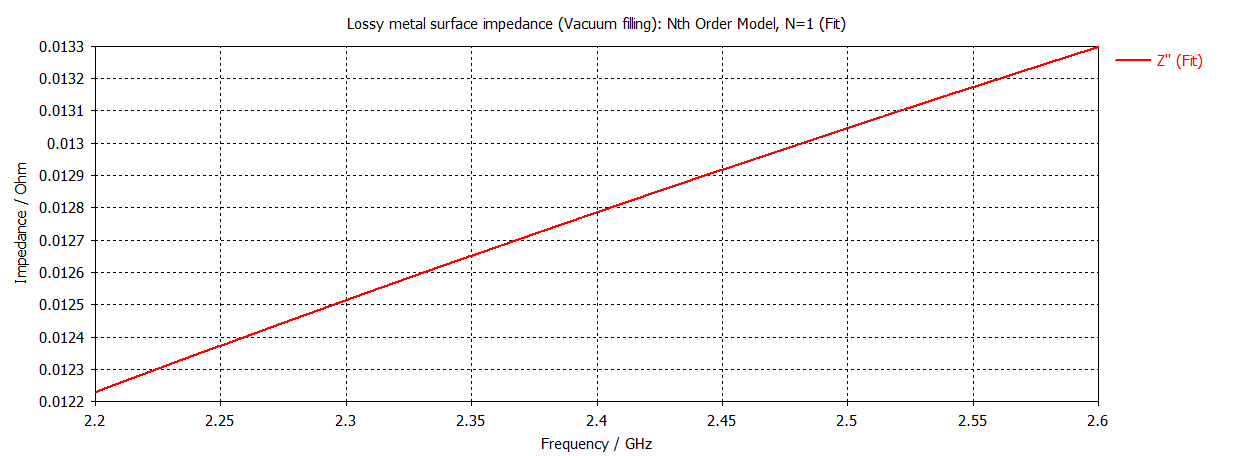 Lossy metal surface impedance (Vacuum filling): Nth Order Model, N=1 (Fit)
0.0133
0.0132
0.0131
0.013
0.0129
0.0128
0.0127
0.0126
0.0125
0.0124
0.0123
0.0122
Impedance / Ohm
2.2 2.25 2.3 2.35 2.4 2.45 2.5 2.55 2.6
Frequency / GHz
Z" (Fit)